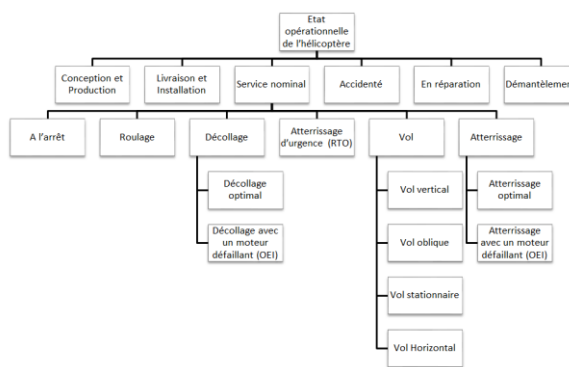 Etat
opérationnelle
de l'hélicoptère
Conception et
Production
Livraison et
Installation
Service nominal
Accidenté
En réparation
Démantèlement
A l'arrêt
Roulage
Décollage
Atterrissage
d'urgence (RTO)
Vol
Atterrissage
Décollage
optimal
Décollage avec
un moteur
défaillant (OEI)
Vol vertical
Vol oblique
Vol stationnaire
Vol Horizontal
Atterrissage
optimal
Atterrissage
avec un moteur
défaillant (OEI)